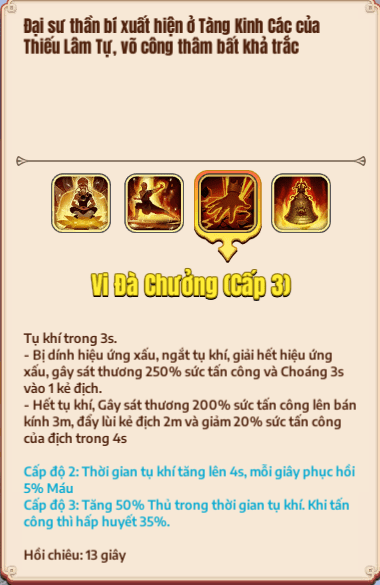 Đại sư thần bí xuất hiện ở Tàng Kinh Các của
Thiếu Lâm Tự, võ công thâm bất khả trắc
Vi Đà Chưởng (Cấp 3)
Tụ khí trong 3s.
- Bị dính hiệu ứng xấu, ngắt tụ khí, giải hết hiệu ứng
xấu, gây sát thương 250% sức tấn công và Choáng 3s
vào 1 kẻ địch.
- Hết tụ khí, Gây sát thương 200% sức tấn công lên bán
kính 3m, đẩy lùi kẻ địch 2m và giảm 20% sức tấn công
của địch trong 4s
Cấp độ 2: Thời gian tụ khí tăng lên 4s, mỗi giây phục hồi
5% Máu
Cấp độ 3: Tăng 50% Thủ trong thời gian tụ khí. Khi tấn
công thì hấp huyết 35%.
Hồi chiêu: 13 giây